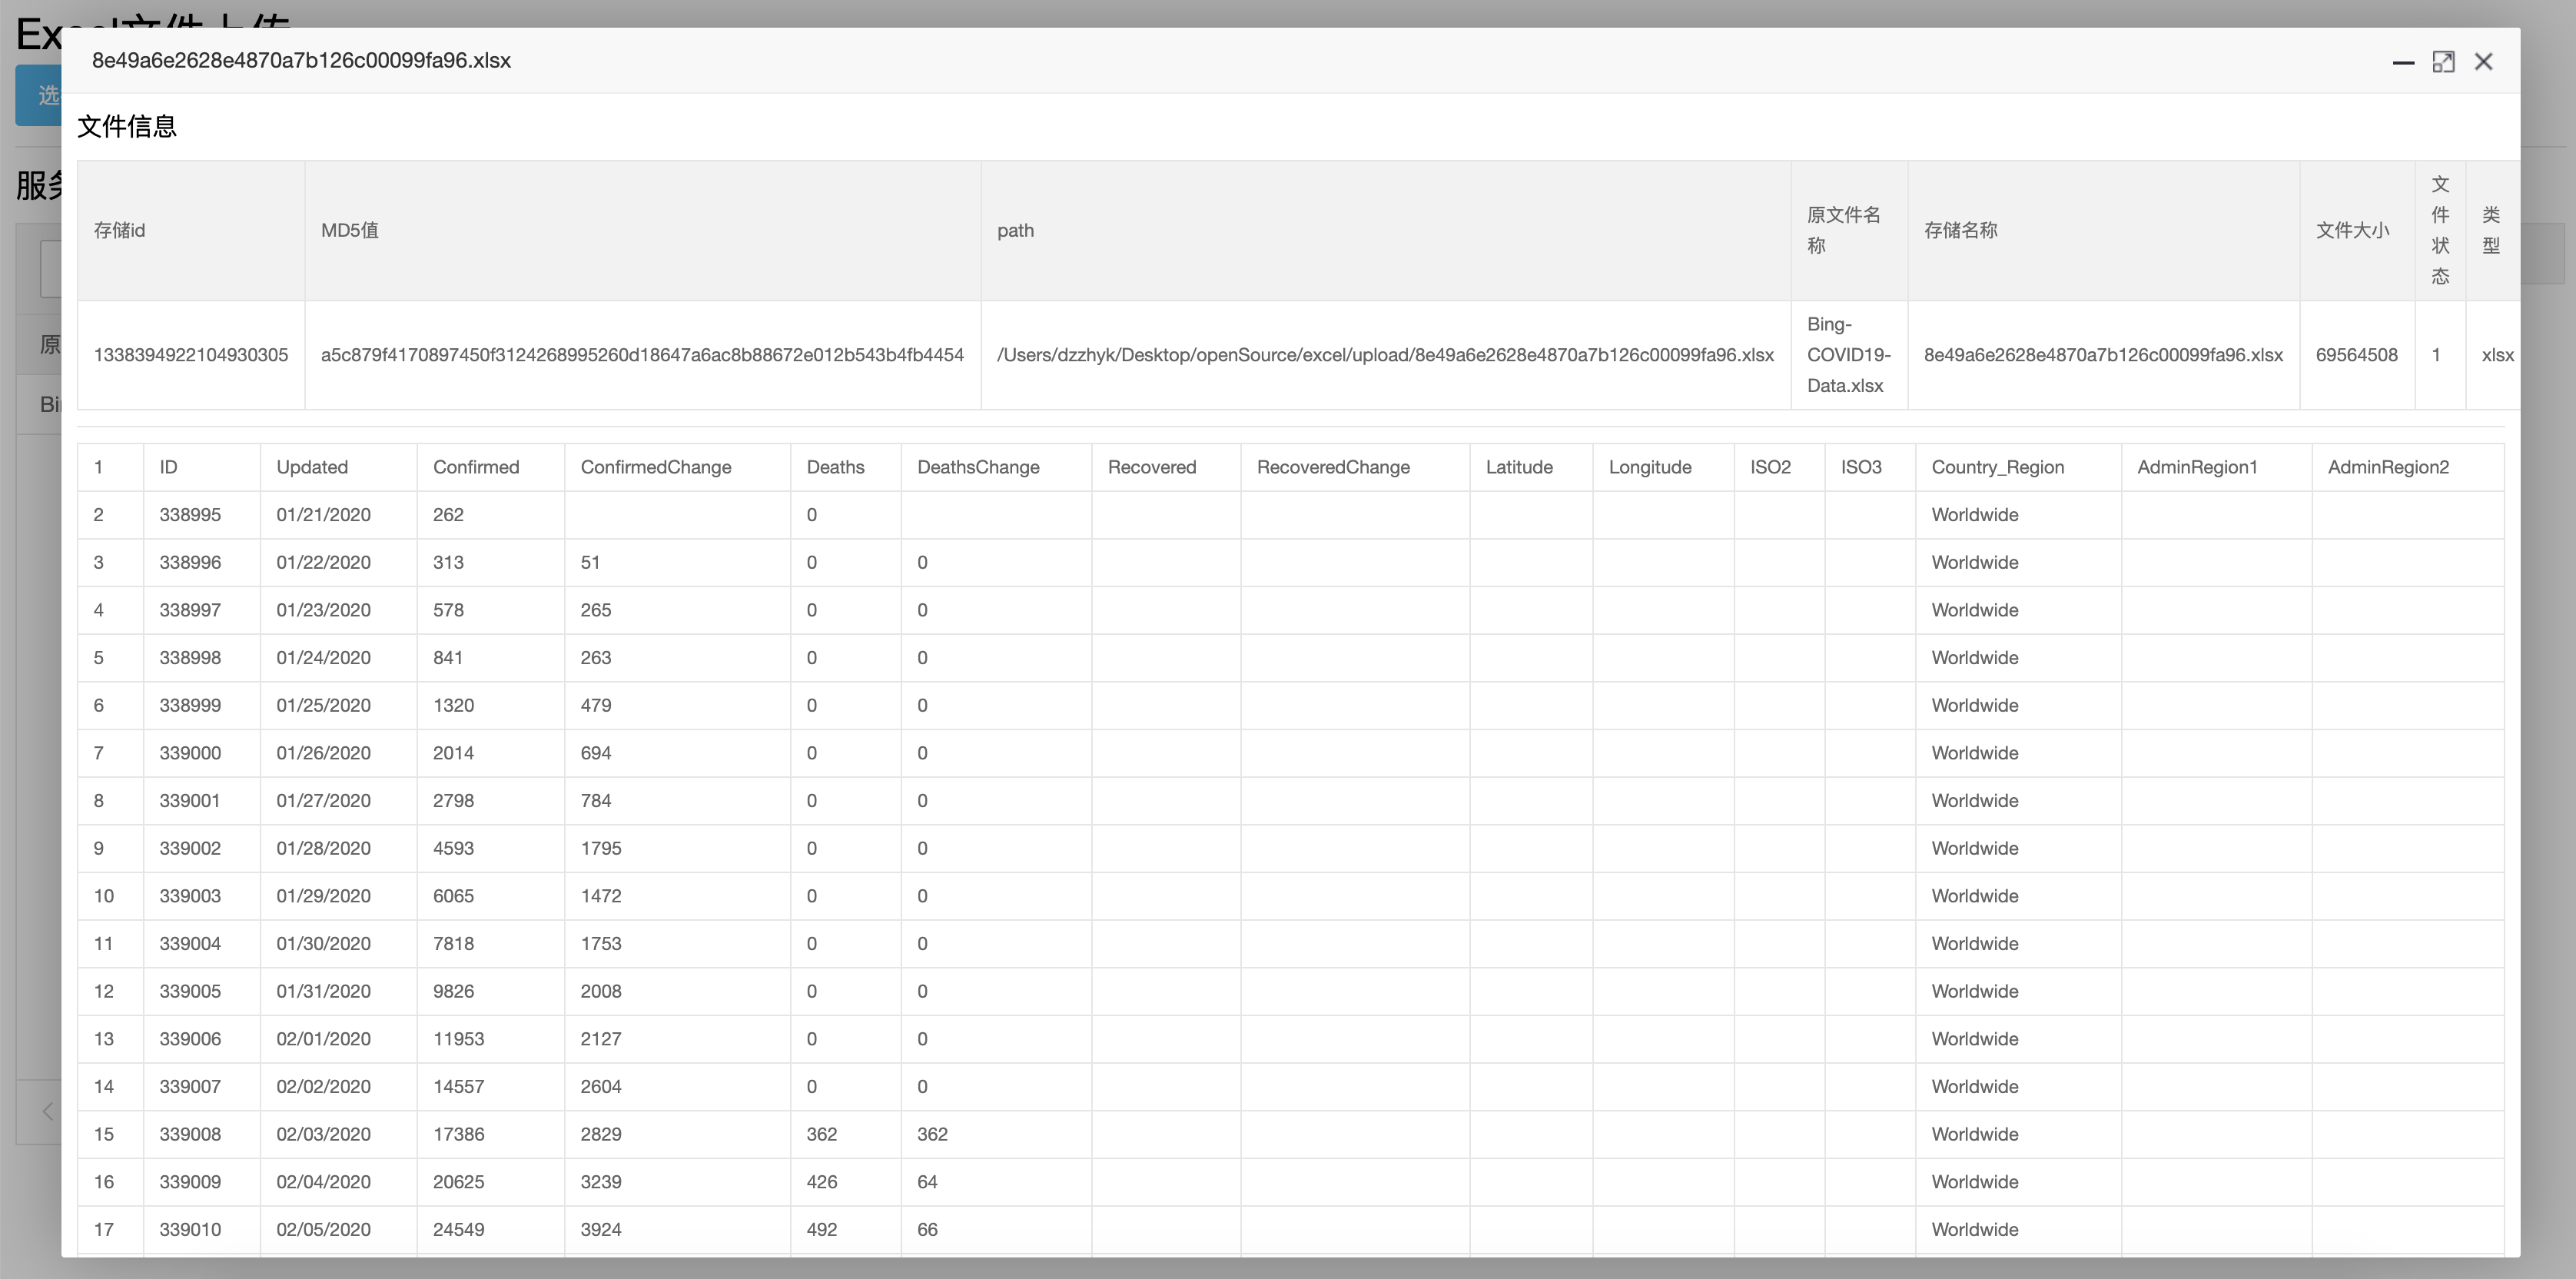 Excel文件上传
8e49a6e2628e4870a7b126c00099fa96.xlsx
选
文件信息
服务
存储id MD5值 path 原文件名称 存储名称 文件大小 文件状态 类型
1338394922104930305 a5c879f4170897450f3124268995260d18647a6ac8b88672e012b543b4fb4454 /Users/dzzhyk/Desktop/openSource/excel/upload/8e49a6e2628e4870a7b126c00099fa96.xlsx Bing-COVID19-Data.xlsx 8e49a6e2628e4870a7b126c00099fa96.xlsx 69564508 1 xlsx
原
Bi
1 ID Updated Confirmed ConfirmedChange Deaths DeathsChange Recovered RecoveredChange Latitude Longitude ISO2 ISO3 Country_Region AdminRegion1 AdminRegion2
2 338995 01/21/2020 262 0 Worldwide
3 338996 01/22/2020 313 51 0 0 Worldwide
4 338997 01/23/2020 578 265 0 0 Worldwide
5 338998 01/24/2020 841 263 0 0 Worldwide
6 338999 01/25/2020 1320 479 0 0 Worldwide
7 339000 01/26/2020 2014 694 0 0 Worldwide
8 339001 01/27/2020 2798 784 0 0 Worldwide
9 339002 01/28/2020 4593 1795 0 0 Worldwide
10 339003 01/29/2020 6065 1472 0 0 Worldwide
11 339004 01/30/2020 7818 1753 0 0 Worldwide
12 339005 01/31/2020 9826 2008 0 0 Worldwide
13 339006 02/01/2020 11953 2127 0 0 Worldwide
14 339007 02/02/2020 14557 2604 0 0 Worldwide
15 339008 02/03/2020 17386 2829 362 362 Worldwide
16 339009 02/04/2020 20625 3239 426 64 Worldwide
17 339010 02/05/2020 24549 3924 492 66 Worldwide